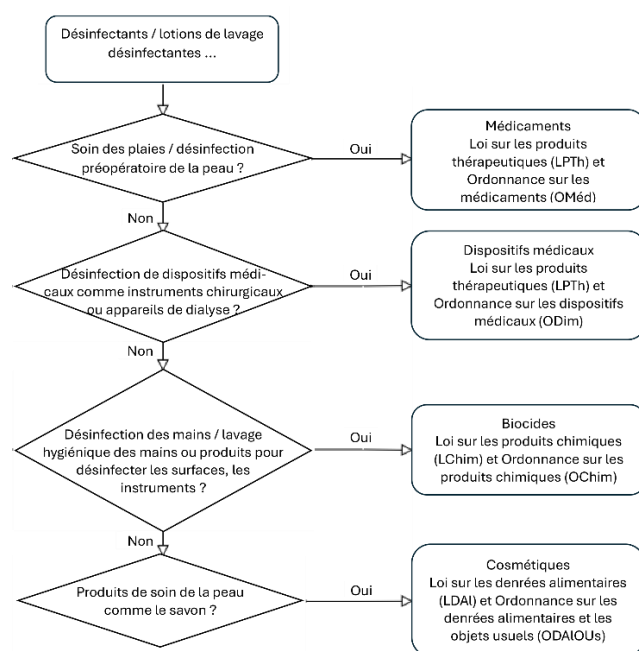 Désinfectants / lotions de lavage
désinfectantes ...
Soin des plaies / désinfection
préopératoire de la peau ?
Oui
Médicaments
Loi sur les produits
thérapeutiques (LPTh) et
Ordonnance sur les
médicaments (OMéd)
Non
Désinfection de dispositifs médi-
caux comme instruments chirurgicaux
ou appareils de dialyse ?
Oui
Dispositifs médicaux
Loi sur les produits
thérapeutiques (LPTh) et
Ordonnance sur les dispositifs
médicaux (ODim)
Non
Désinfection des mains / lavage
hygiénique des mains ou produits pour
désinfecter les surfaces, les
instruments ?
Oui
Biocides
Loi sur les produits chimiques
(LChim) et Ordonnance sur les
produits chimiques (OChim)
Non
Produits de soin de la peau
comme le savon ?
Oui
Cosmétiques
Loi sur les denrées alimentaires
(LDAl) et Ordonnance sur les
denrées alimentaires et les
objets usuels (ODAlOUs)